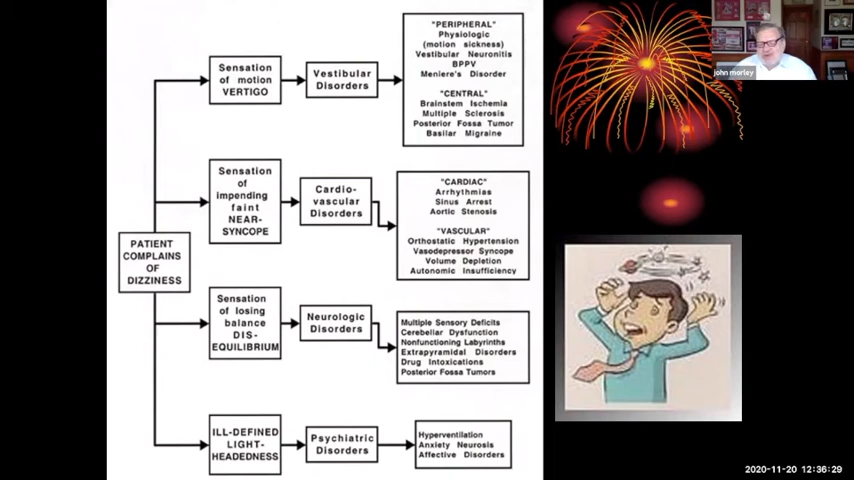 PATIENT
COMPLAINS
OF
DIZZINESS
Sensation
of motion
VERTIGO
Vestibular
Disorders
"PERIPHERAL"
Physiologic
(motion sickness)
Vestibular Neuronitis
BPPV
Meniere's Disorder
"CENTRAL"
Brainstem Ischemia
Multiple Sclerosis
Posterior Fossa Tumor
Basilar Migraine
Sensation
of
impending
faint
NEAR-
SYNCOPE
Cardio-
vascular
Disorders
"CARDIAC"
Arrhythmias
Sinus Arrest
Aortic Stenosis
"VASCULAR"
Orthostatic Hypertension
Vasodepressor Syncope
Volume Depletion
Autonomic Insufficiency
Sensation
of losing
balance
DIS-
EQUILIBRIUM
Neurologic
Disorders
Multiple Sensory Deficits
Cerebellar Dysfunction
Nonfunctioning Labyrinths
Extrapyramidal Disorders
Drug Intoxications
Posterior Fossa Tumors
ILL-DEFINED
LIGHT-
HEADEDNESS
Psychiatric
Disorders
Hyperventilation
Anxiety Neurosis
Affective Disorders
john morley
2020-11-20 12:36:29